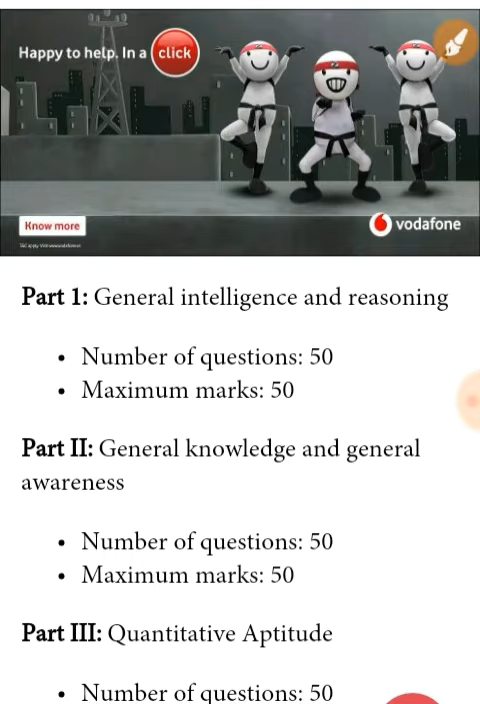 Happy to help. In a click
Know more
vodafone
Part 1: General intelligence and reasoning
• Number of questions: 50
• Maximum marks: 50
Part II: General knowledge and general
awareness
• Number of questions: 50
• Maximum marks: 50
Part III: Quantitative Aptitude
• Number of questions: 50